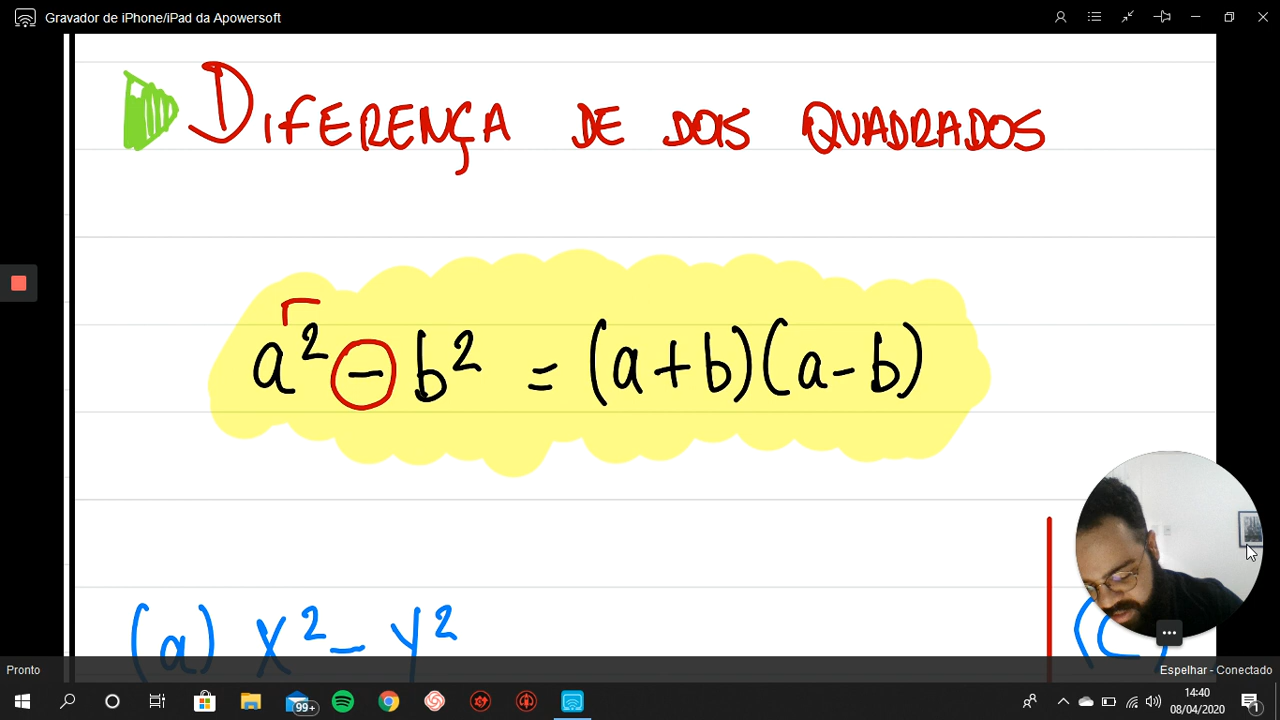 Gravador de iPhone/iPad da Apowersoft
DIFERENÇA DE DOIS QUADRADOS
a² - b² = (a+b)(a-b)
(a) x² - y²
Pronto
Espelhar - Conectado
99+
14:40
08/04/2020
1